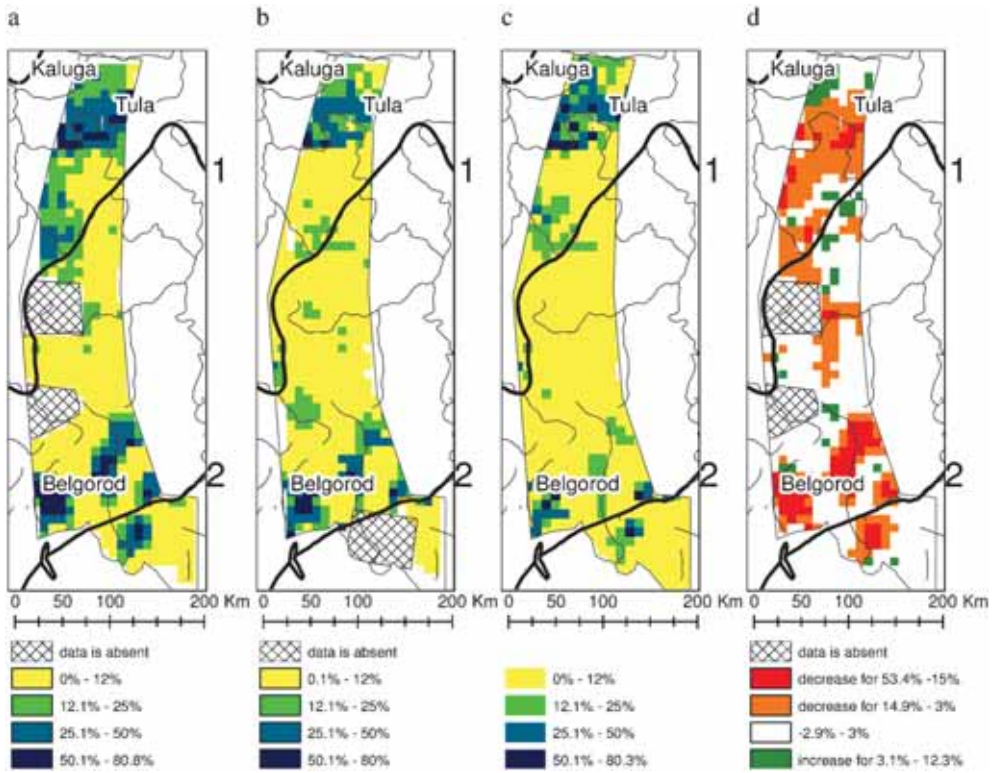 a
b
c
d
Kaluga
Tula
1
2
Belgorod
Kaluga
Tula
1
2
Belgorod
Kaluga
Tula
1
2
Belgorod
Kaluga
Tula
1
2
Belgorod
0 50 100 200 Km
0 50 100 200 Km
0 50 100 200 Km
0 50 100 200 Km
data is absent
0% - 12%
12.1% - 25%
25.1% - 50%
50.1% - 80.8%
data is absent
0.1% - 12%
12.1% - 25%
25.1% - 50%
50.1% - 80%
0% - 12%
12.1% - 25%
25.1% - 50%
50.1% - 80.3%
data is absent
decrease for 53.4% -15%
decrease for 14.9% - 3%
-2.9% - 3%
increase for 3.1% - 12.3%